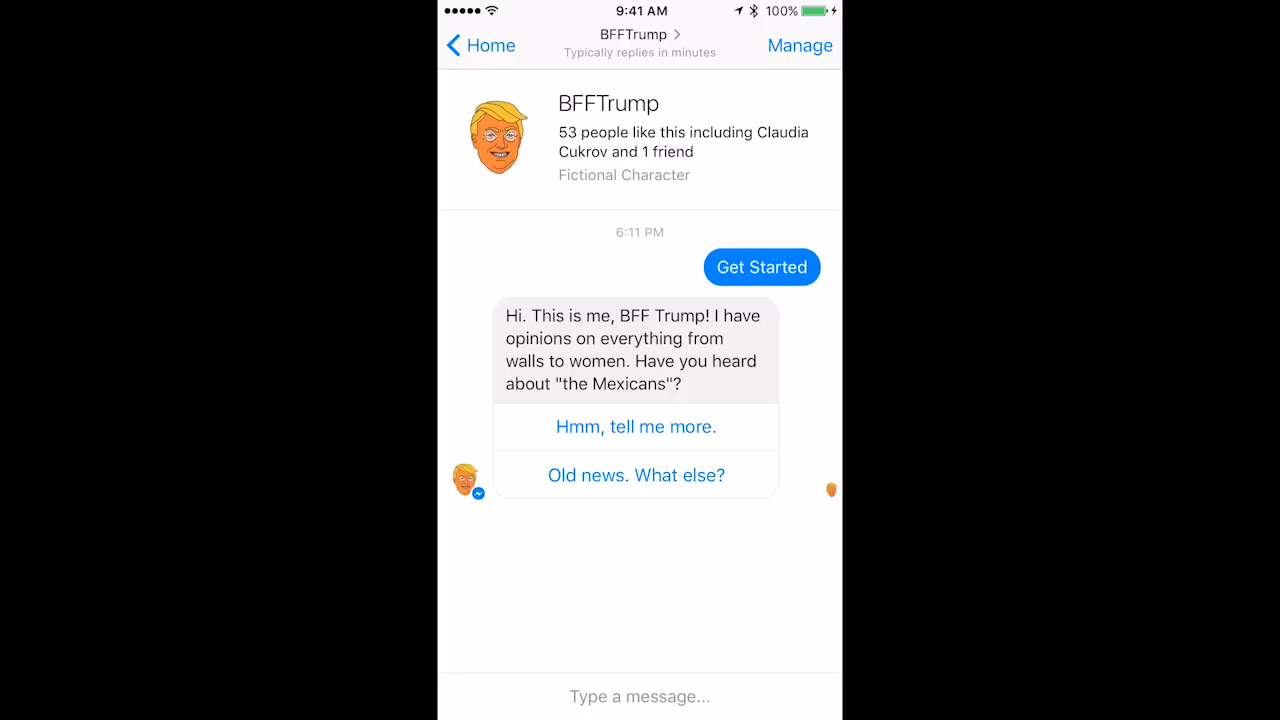 9:41 AM
100%
BFFTrump
Home
Typically replies in minutes
Manage
BFFTrump
53 people like this including Claudia
Cukrov and 1 friend
Fictional Character
6:11 PM
Get Started
Hi. This is me, BFF Trump! I have
opinions on everything from
walls to women. Have you heard
about "the Mexicans"?
Hmm, tell me more.
Old news. What else?
Type a message...